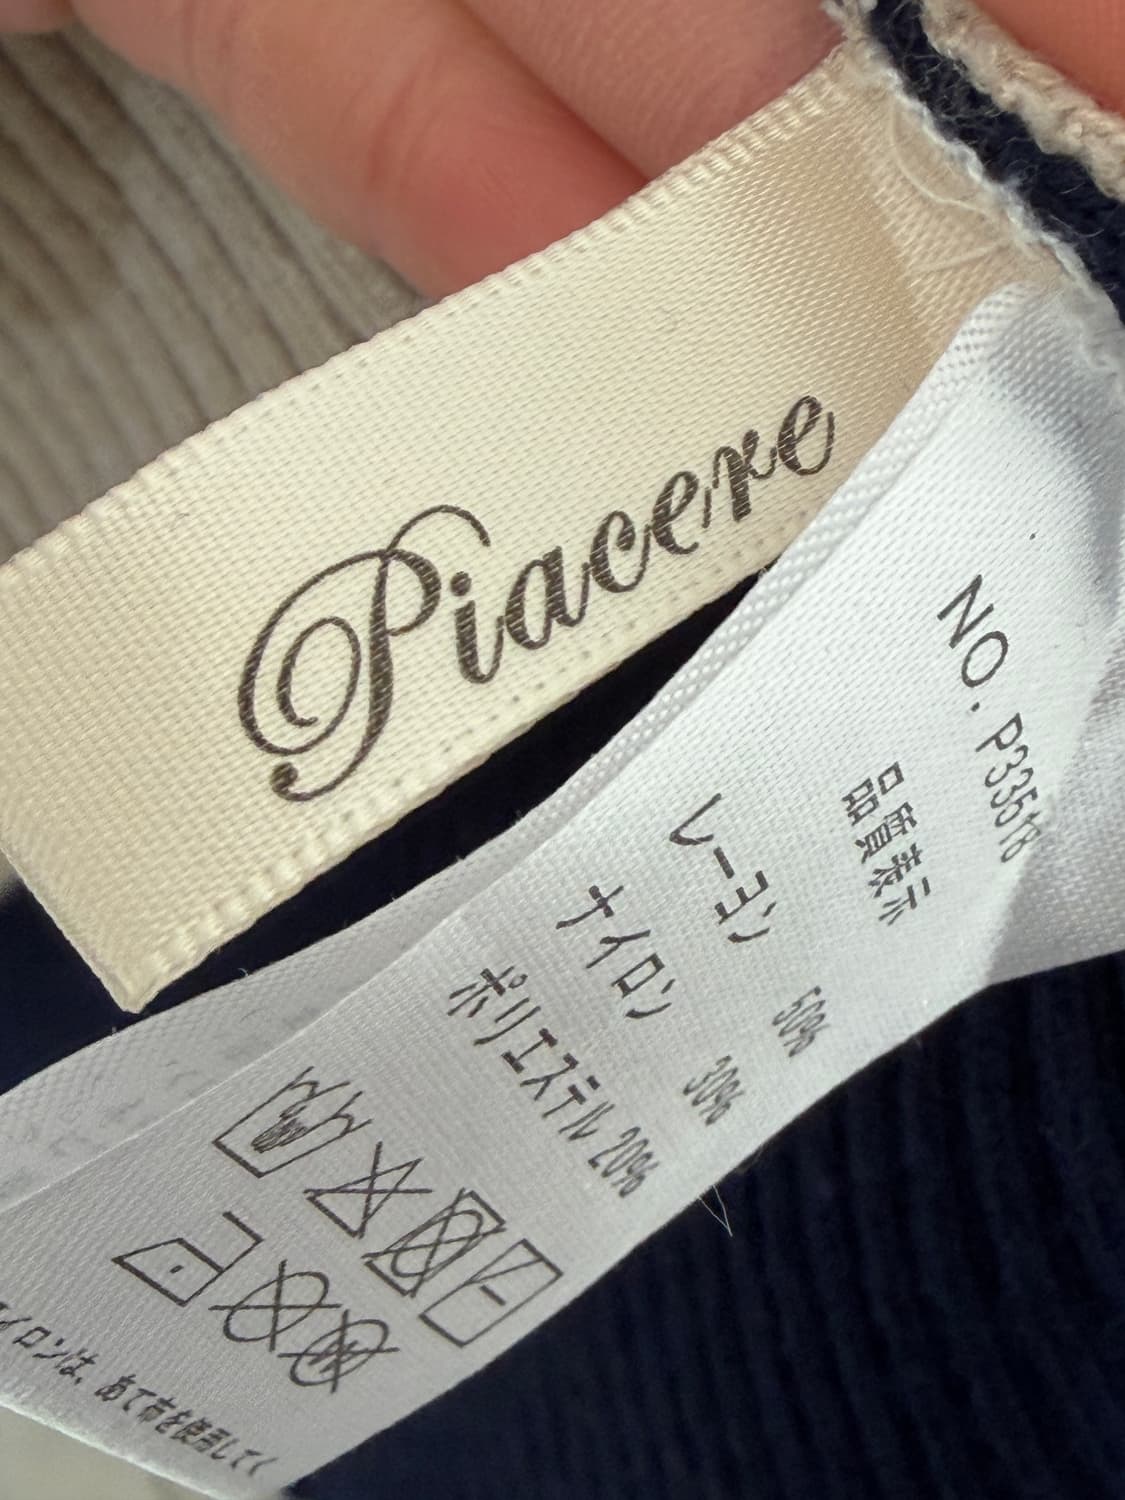 Piacere
NO. P33518
品質表示
レーヨン 50%
ナイロン 30%
ポリエステル 20%
イロンは、あて布を使用してく